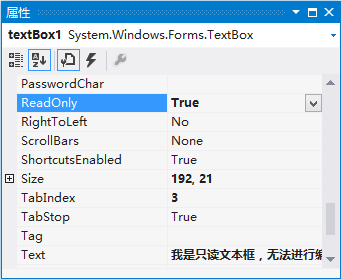 属性
textBox1 System.Windows.Forms.TextBox
PasswordChar
ReadOnly True
RightToLeft No
ScrollBars None
ShortcutsEnabled True
Size 192, 21
TabIndex 3
TabStop True
Tag
Text 我是只读文本框，无法进行编